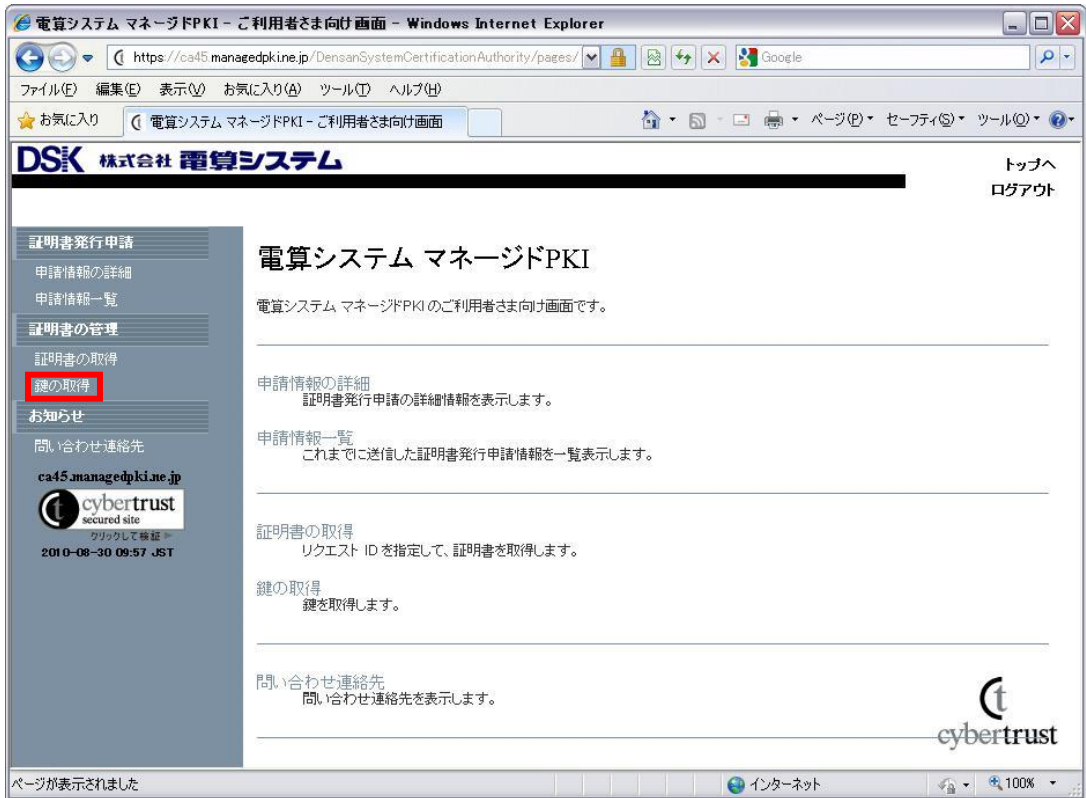 電算システム マネージドPKI - ご利用者さま向け画面 - Windows Internet Explorer
https://ca45.managedpki.ne.jp/DensanSystemCertificationAuthority/pages/
Google
ファイル(F) 編集(E) 表示(V) お気に入り(A) ツール(T) ヘルプ(H)
お気に入り
電算システム マネージドPKI - ご利用者さま向け画面
ページ(P) セーフティ(S) ツール(O)
DSK 株式会社 電算システム
トップへ
ログアウト
証明書発行申請
申請情報の詳細
申請情報一覧
証明書の管理
証明書の取得
鍵の取得
お知らせ
問い合わせ連絡先
ca45.managedpki.ne.jp
t cybertrust
secured site
クリックして検証
2010-08-30 09:57 JST
電算システム マネージドPKI
電算システム マネージドPKI のご利用者さま向け画面です。
申請情報の詳細
証明書発行申請の詳細情報を表示します。
申請情報一覧
これまでに送信した証明書発行申請情報を一覧表示します。
証明書の取得
リクエスト ID を指定して、証明書を取得します。
鍵の取得
鍵を取得します。
問い合わせ連絡先
問い合わせ連絡先を表示します。
t
cybertrust
ページが表示されました
インターネット
100%